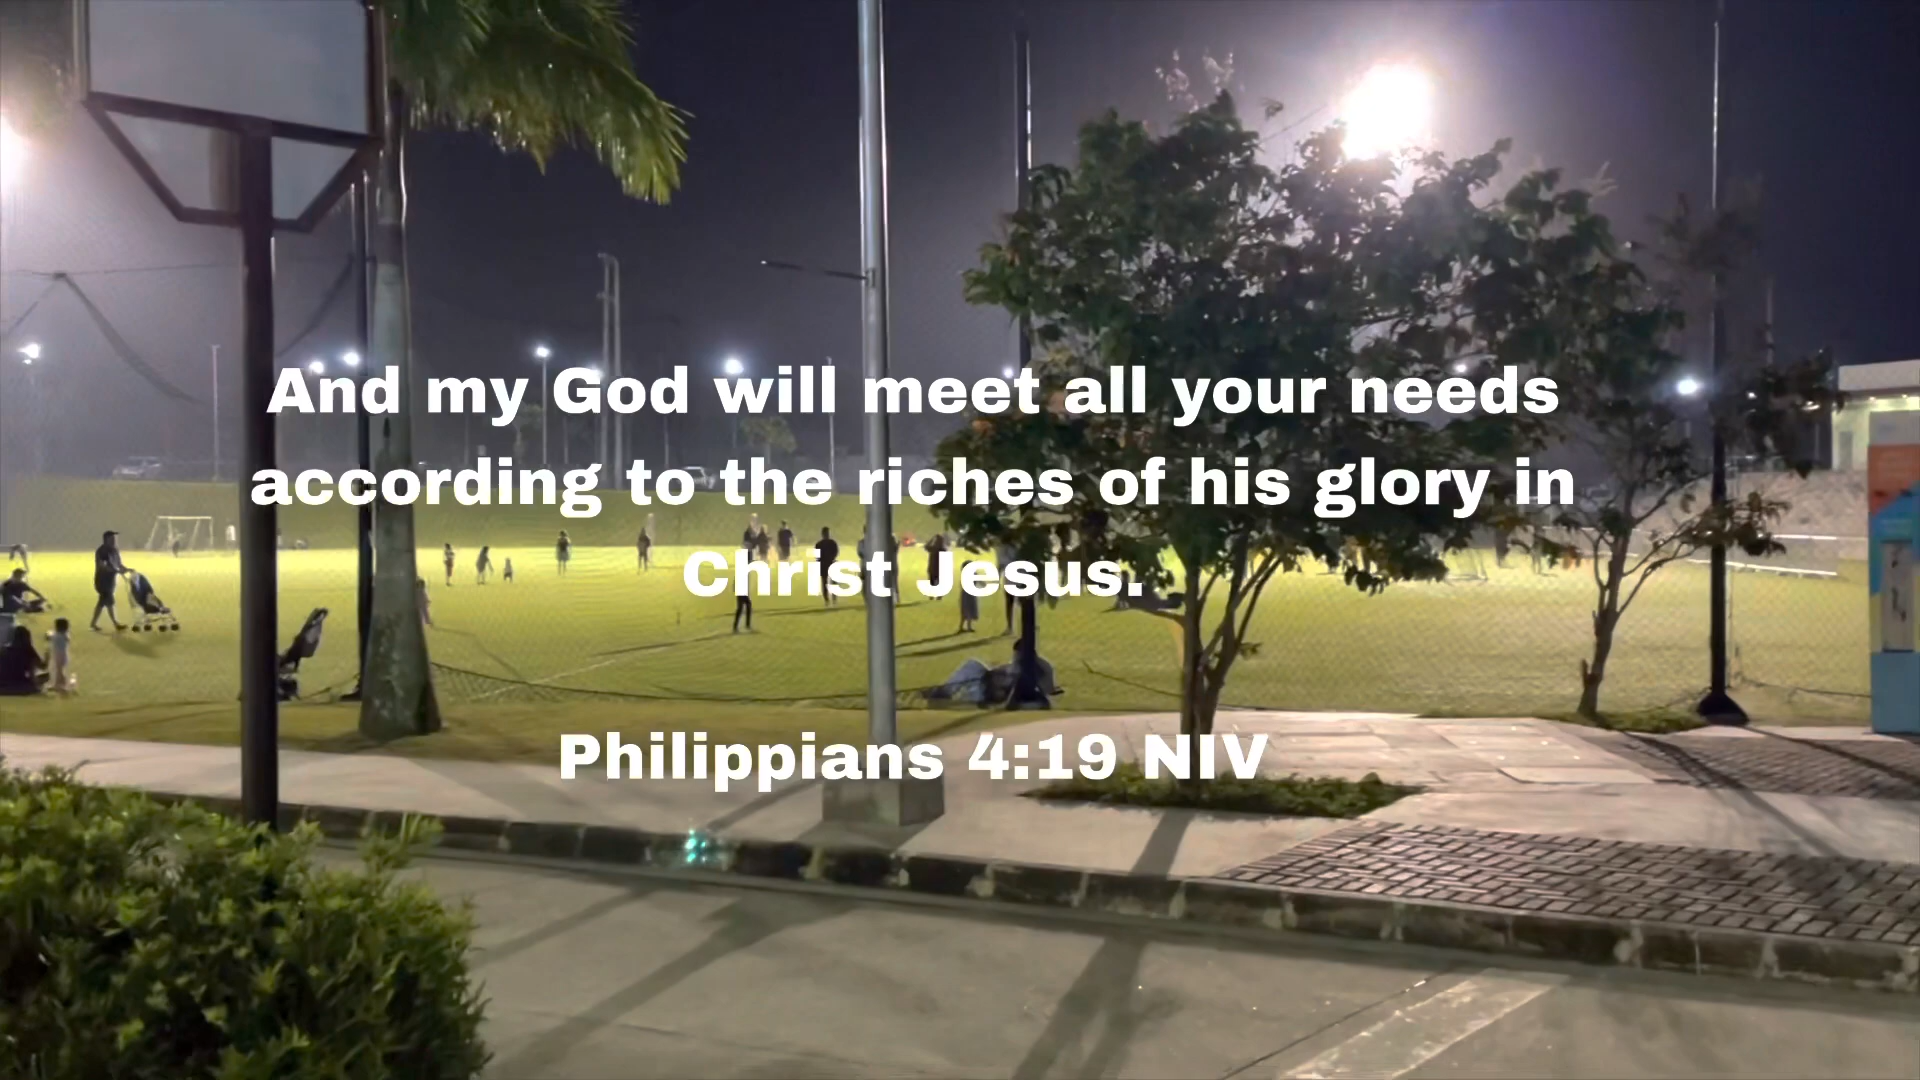 And my God will meet all your needs
according to the riches of his glory in
Christ Jesus.
Philippians 4:19 NIV